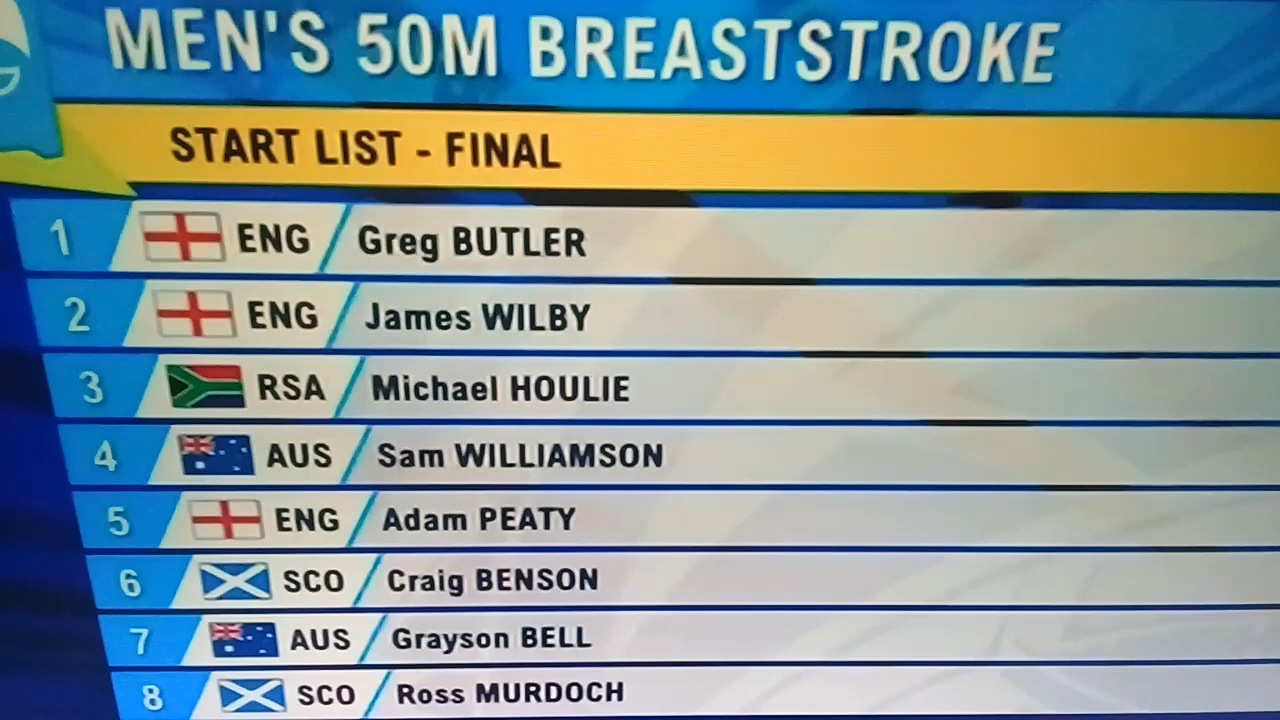 MEN'S 50M BREASTSTROKE
START LIST - FINAL
1 ENG Greg BUTLER
2 ENG James WILBY
3 RSA Michael HOULIE
4 AUS Sam WILLIAMSON
5 ENG Adam PEATY
6 SCO Craig BENSON
7 AUS Grayson BELL
8 SCO Ross MURDOCH